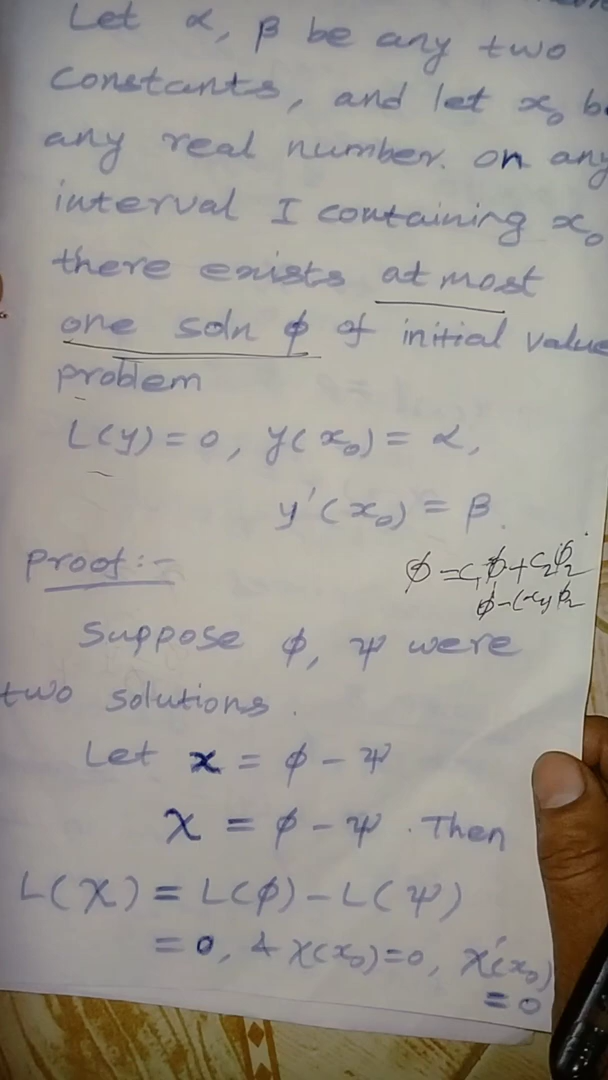 Let α, β be any two
constants, and let x₀ b
any real number. on any
interval I containing x₀
there exists at most
one soln ϕ of initial value
problem
L(y) = 0, y(x₀) = α,
y'(x₀) = β.
Proof:-
ϕ = c₁ϕ₁ + c₂ϕ₂
Suppose ϕ, ψ were
two solutions.
Let x = ϕ - ψ
χ = ϕ - ψ. Then
L(χ) = L(ϕ) - L(ψ)
= 0, & χ(x₀) = 0, χ'(x₀)
= 0